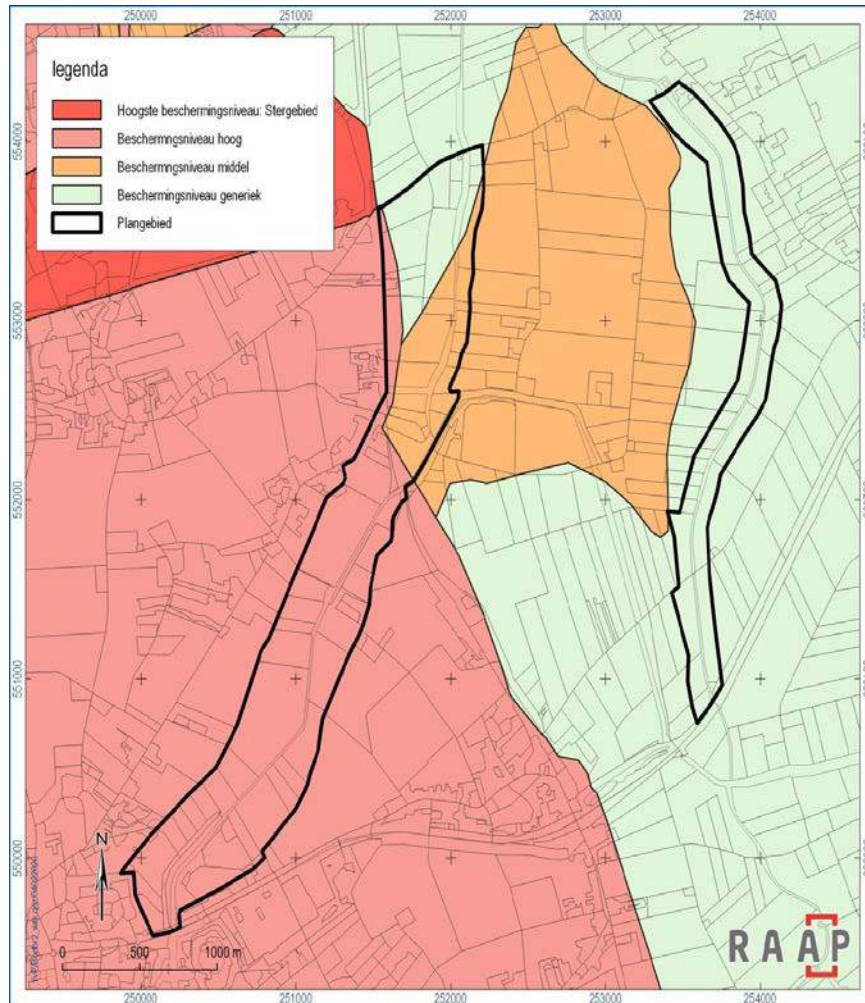 250000 251000 252000 253000 254000
legenda
Hoogste beschermingsniveau: Stergebied
Beschermngsniveau hoog
Beschermngsniveau middel
Beschermingsniveau generiek
Plangebied
554000
553000
552000
551000
550000
N
0 500 1000 m
RAAP
250000 251000 252000 253000 254000